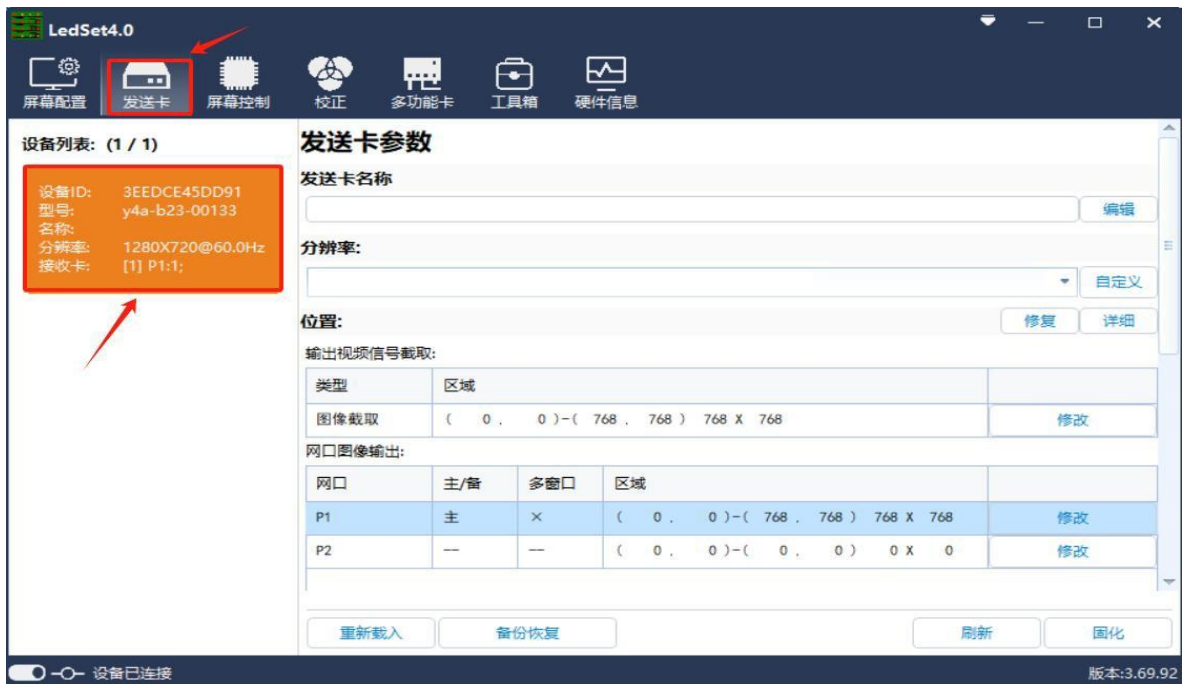 LedSet4.0
屏幕配置 发送卡 屏幕控制 校正 多功能卡 工具箱 硬件信息
设备列表: (1 / 1)
设备ID: 3EEDCE45DD91
型号: y4a-b23-00133
名称:
分辨率: 1280X720@60.0Hz
接收卡: [1] P1:1;
发送卡参数
发送卡名称
编辑
分辨率:
自定义
位置: 修复 详细
输出视频信号截取:
类型 区域
图像截取 ( 0 , 0 )-( 768 , 768 ) 768 X 768 修改
网口图像输出:
网口 主/备 多窗口 区域
P1 主 × ( 0 , 0 )-( 768 , 768 ) 768 X 768 修改
P2 -- -- ( 0 , 0 )-( 0 , 0 ) 0 X 0 修改
重新载入 备份恢复 刷新 固化
设备已连接 版本:3.69.92